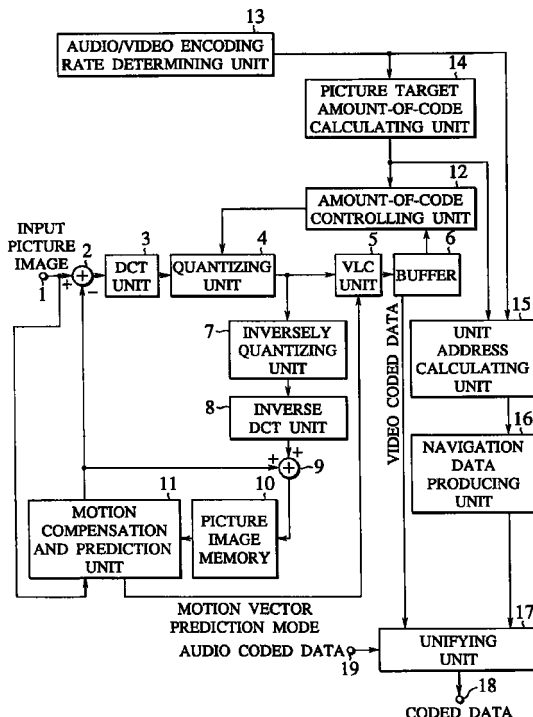 13
AUDIO/VIDEO ENCODING
RATE DETERMINING UNIT
14
PICTURE TARGET
AMOUNT-OF-CODE
CALCULATING UNIT
12
AMOUNT-OF-CODE
CONTROLLING UNIT
INPUT
PICTURE
IMAGE
1
2
+
−
3
DCT
UNIT
4
QUANTIZING
UNIT
5
VLC
UNIT
6
BUFFER
VIDEO CODED DATA
15
UNIT
ADDRESS
CALCULATING
UNIT
7
INVERSELY
QUANTIZING
UNIT
8
INVERSE
DCT UNIT
16
NAVIGATION
DATA
PRODUCING
UNIT
+
+
9
11
MOTION
COMPENSATION
AND PREDICTION
UNIT
10
PICTURE
IMAGE
MEMORY
MOTION VECTOR
PREDICTION MODE
AUDIO CODED DATA
19
17
UNIFYING
UNIT
18
CODED DATA